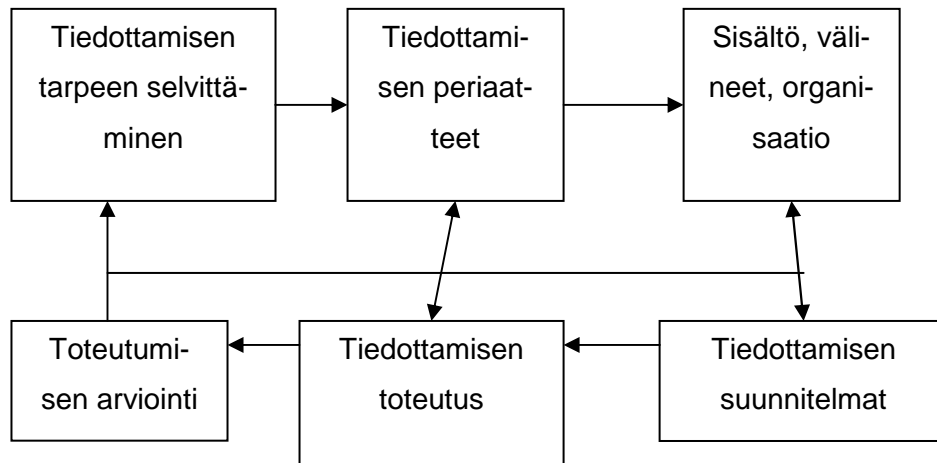 Tiedottamisen
tarpeen selvittä-
minen
Tiedottami-
sen periaat-
teet
Sisältö, väli-
neet, organi-
saatio
Toteutumi-
sen arviointi
Tiedottamisen
toteutus
Tiedottamisen
suunnitelmat